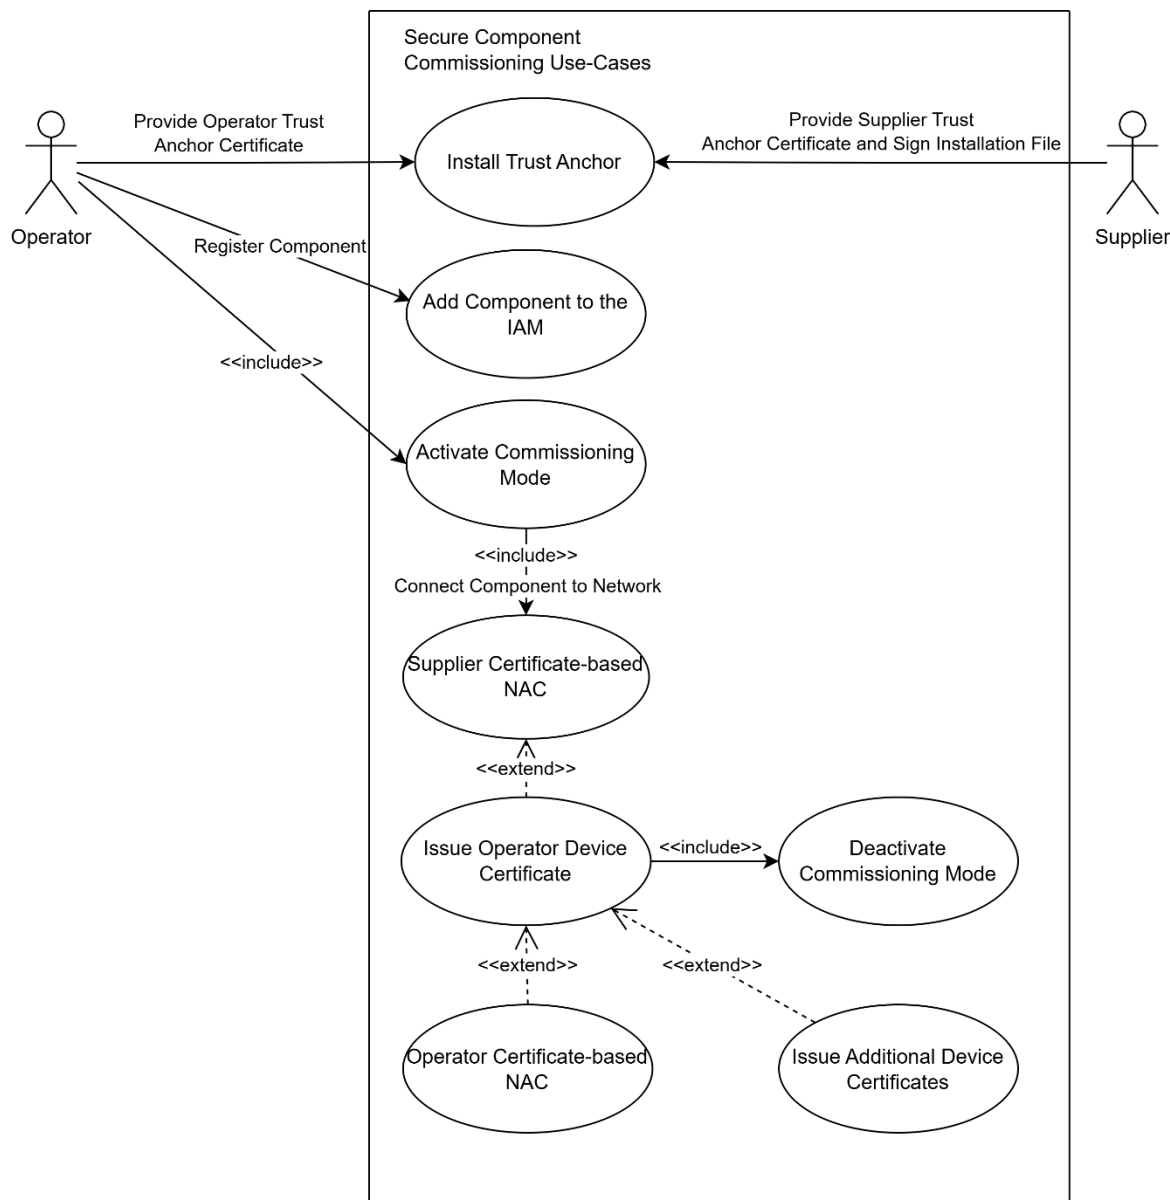 Secure Component
Commissioning Use-Cases
Provide Operator Trust
Anchor Certificate
Install Trust Anchor
Provide Supplier Trust
Anchor Certificate and Sign Installation File
Operator
Supplier
Register Component
Add Component to the
IAM
<<include>>
Activate Commissioning
Mode
<<include>>
Connect Component to Network
Supplier Certificate-based
NAC
<<extend>>
Issue Operator Device
Certificate
<<include>>
Deactivate
Commissioning Mode
<<extend>>
<<extend>>
Operator Certificate-based
NAC
Issue Additional Device
Certificates